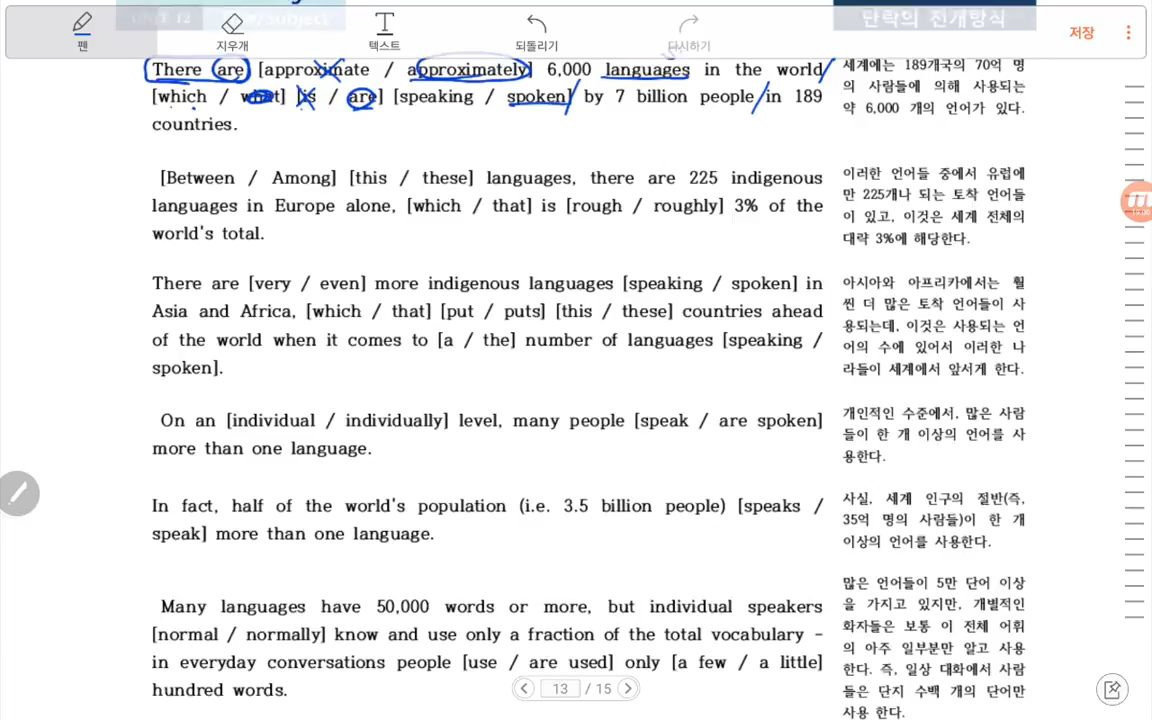 UNIT 12
/Subject
단락의 전개방식
펜
지우개
텍스트
되돌리기
다시하기
저장
There are [approximate / approximately] 6,000 languages in the world
[which / what] [is / are] [speaking / spoken] by 7 billion people in 189
countries.
세계에는 189개국의 70억 명
의 사람들에 의해 사용되는
약 6,000 개의 언어가 있다.
[Between / Among] [this / these] languages, there are 225 indigenous
languages in Europe alone, [which / that] is [rough / roughly] 3% of the
world's total.
이러한 언어들 중에서 유럽에
만 225개나 되는 토착 언어들
이 있고, 이것은 세계 전체의
대략 3%에 해당한다.
There are [very / even] more indigenous languages [speaking / spoken] in
Asia and Africa, [which / that] [put / puts] [this / these] countries ahead
of the world when it comes to [a / the] number of languages [speaking /
spoken].
아시아와 아프리카에서는 훨
씬 더 많은 토착 언어들이 사
용되는데, 이것은 사용되는 언
어의 수에 있어서 이러한 나
라들이 세계에서 앞서게 한다.
On an [individual / individually] level, many people [speak / are spoken]
more than one language.
개인적인 수준에서, 많은 사람
들이 한 개 이상의 언어를 사
용한다.
In fact, half of the world's population (i.e. 3.5 billion people) [speaks /
speak] more than one language.
사실, 세계 인구의 절반(즉,
35억 명의 사람들)이 한 개
이상의 언어를 사용한다.
Many languages have 50,000 words or more, but individual speakers
[normal / normally] know and use only a fraction of the total vocabulary –
in everyday conversations people [use / are used] only [a few / a little]
hundred words.
많은 언어들이 5만 단어 이상
을 가지고 있지만, 개별적인
화자들은 보통 이 전체 어휘
의 아주 일부분만 알고 사용
한다. 즉, 일상 대화에서 사람
들은 단지 수백 개의 단어만
사용 한다.
13 / 15